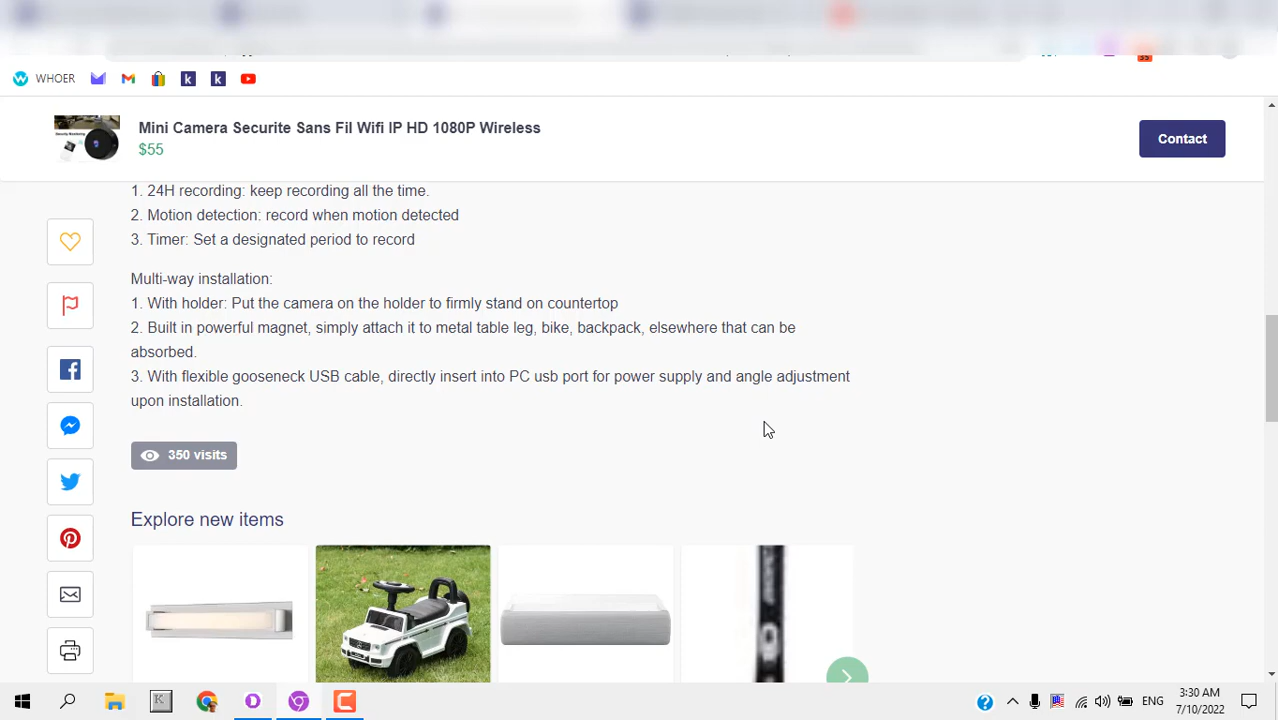 WHOER
35
Mini Camera Securite Sans Fil Wifi IP HD 1080P Wireless
$55
Contact
1. 24H recording: keep recording all the time.
2. Motion detection: record when motion detected
3. Timer: Set a designated period to record
Multi-way installation:
1. With holder: Put the camera on the holder to firmly stand on countertop
2. Built in powerful magnet, simply attach it to metal table leg, bike, backpack, elsewhere that can be
absorbed.
3. With flexible gooseneck USB cable, directly insert into PC usb port for power supply and angle adjustment
upon installation.
350 visits
Explore new items
ENG
3:30 AM
7/10/2022